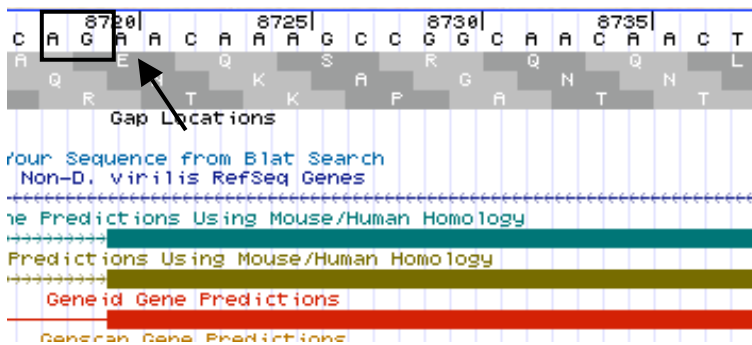 8720| 8725| 8730| 8735|
C A G A A C A A A G C C G G C A A C A A C T
A E Q S R Q Q L
Q N K A G N N
R T K P A T T
Gap Locations
Your Sequence from Blat Search
Non-D. virilis RefSeq Genes
ne Predictions Using Mouse/Human Homology
Predictions Using Mouse/Human Homology
Geneid Gene Predictions
Genscan Gene Predictions